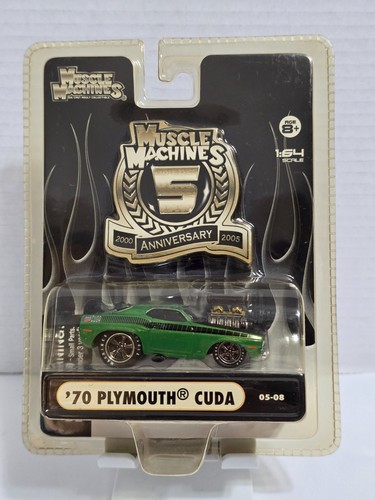 MUSCLE
MACHINES
MUSCLE
MACHINES
5
2000 ANNIVERSARY 2005
AGE
8+
1:64
SCALE
'70 PLYMOUTH® CUDA
05-08